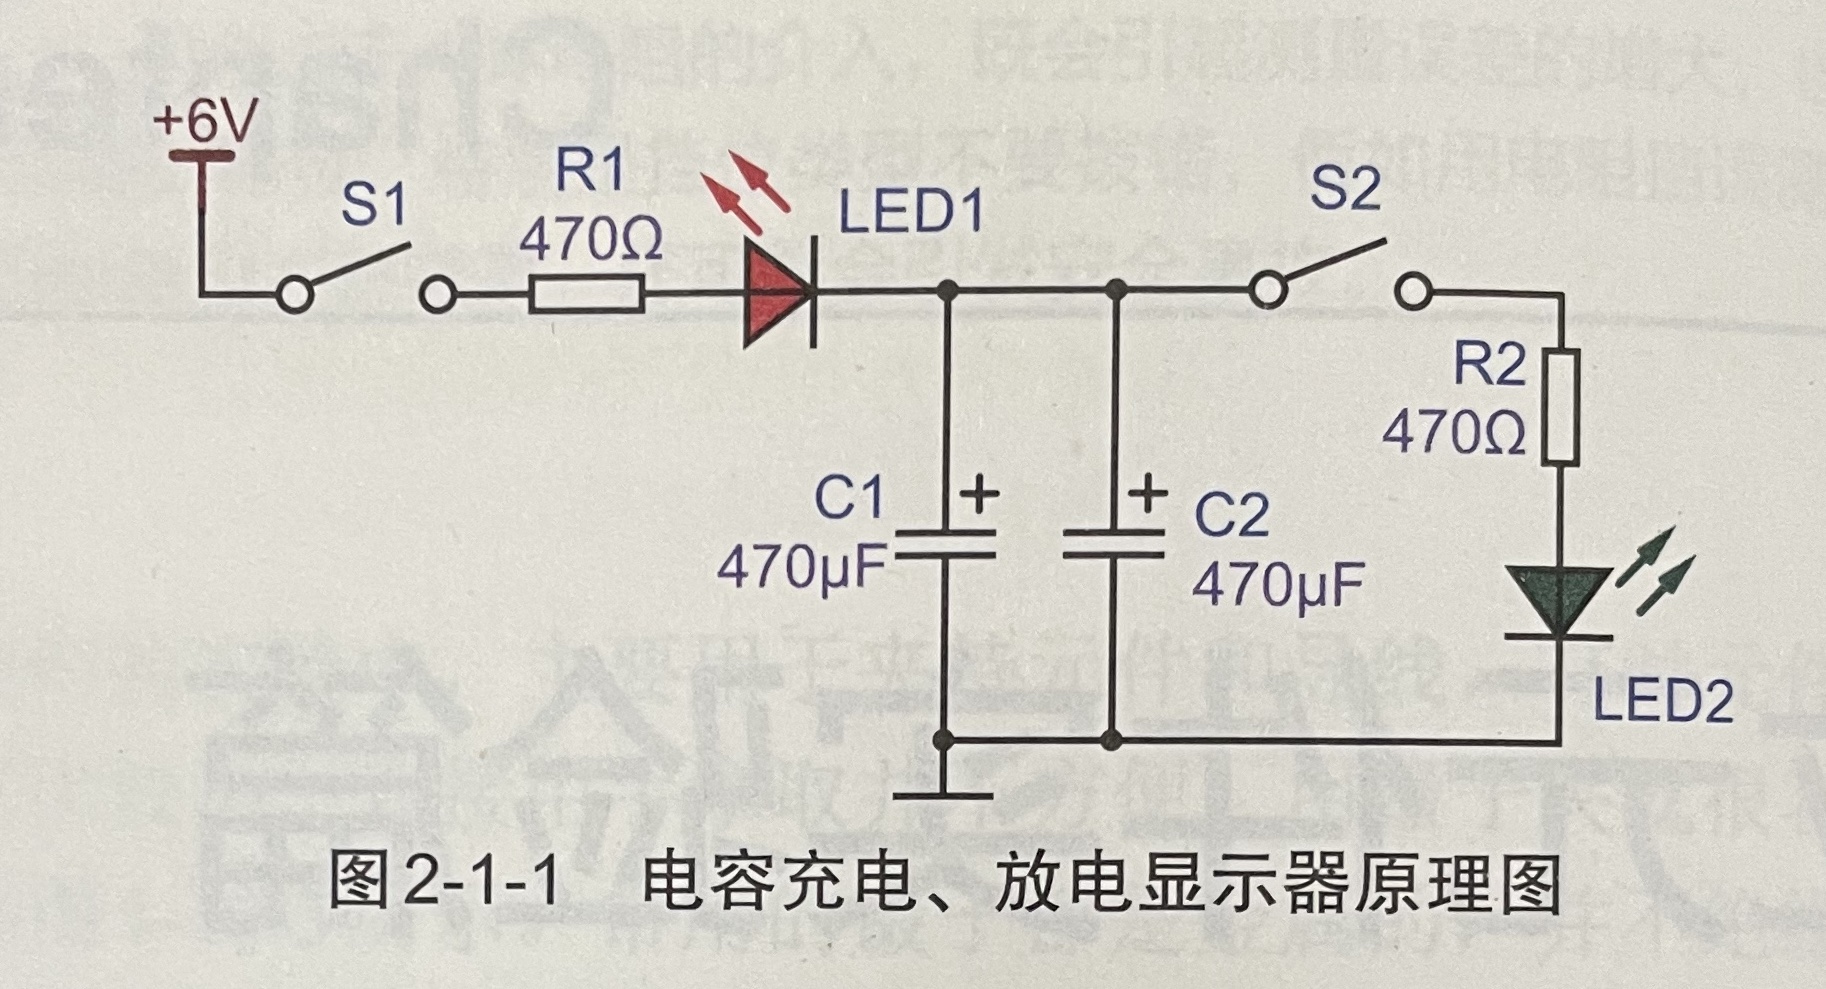 +6V
S1
R1
470Ω
LED1
S2
R2
470Ω
C1
470μF
+
+
C2
470μF
LED2
图2-1-1 电容充电、放电显示器原理图